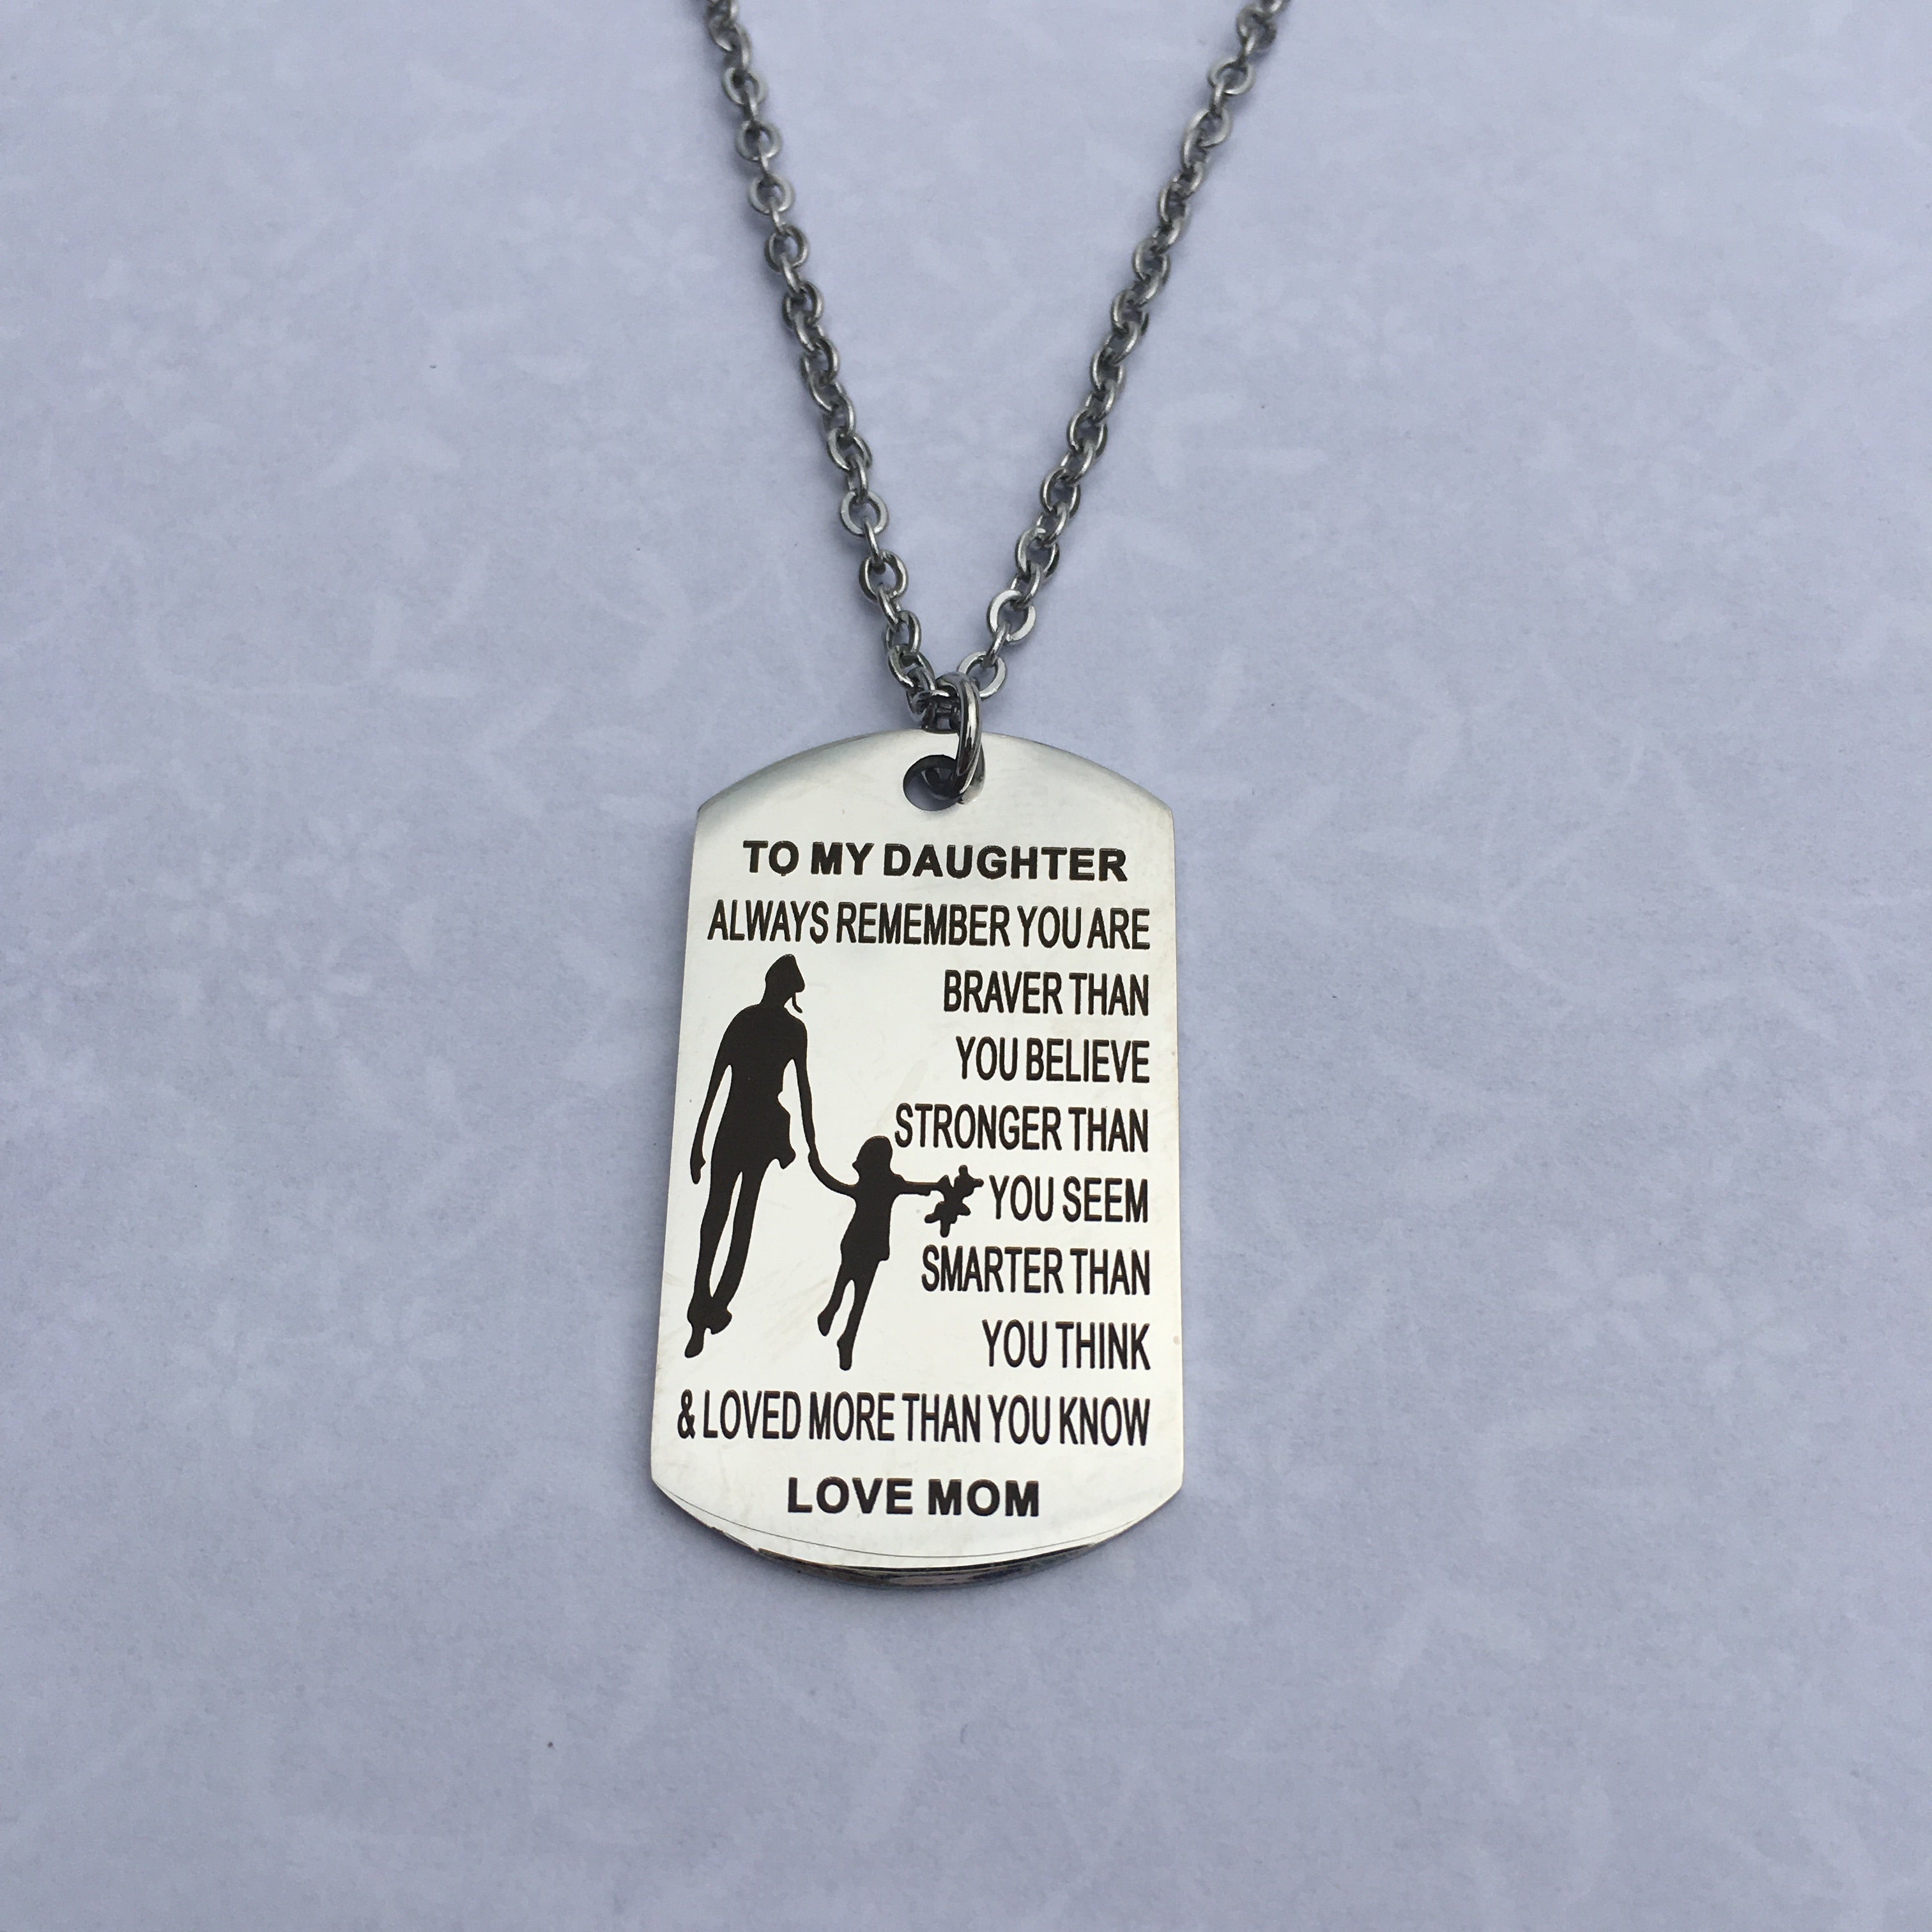 TO MY DAUGHTER
ALWAYS REMEMBER YOU ARE
BRAVER THAN
YOU BELIEVE
STRONGER THAN
YOU SEEM
SMARTER THAN
YOU THINK
& LOVED MORE THAN YOU KNOW
LOVE MOM